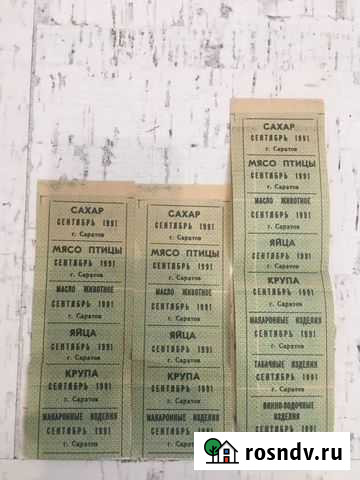 САХАР
СЕНТЯБРЬ 1991
г. Саратов
МЯСО ПТИЦЫ
СЕНТЯБРЬ 1991
г. Саратов
МАСЛО ЖИВОТНОЕ
СЕНТЯБРЬ 1991
г. Саратов
ЯЙЦА
СЕНТЯБРЬ 1991
г. Саратов
КРУПА
СЕНТЯБРЬ 1991
г. Саратов
МАКАРОННЫЕ ИЗДЕЛИЯ
СЕНТЯБРЬ 1991
г. Саратов
САХАР
СЕНТЯБРЬ 1991
г. Саратов
МЯСО ПТИЦЫ
СЕНТЯБРЬ 1991
г. Саратов
МАСЛО ЖИВОТНОЕ
СЕНТЯБРЬ 1991
г. Саратов
ЯЙЦА
СЕНТЯБРЬ 1991
г. Саратов
КРУПА
СЕНТЯБРЬ 1991
г. Саратов
МАКАРОННЫЕ ИЗДЕЛИЯ
СЕНТЯБРЬ 1991
г. Саратов
САХАР
СЕНТЯБРЬ 1991
г. Саратов
МЯСО ПТИЦЫ
СЕНТЯБРЬ 1991
г. Саратов
МАСЛО ЖИВОТНОЕ
СЕНТЯБРЬ 1991
г. Саратов
ЯЙЦА
СЕНТЯБРЬ 1991
г. Саратов
КРУПА
СЕНТЯБРЬ 1991
г. Саратов
МАКАРОННЫЕ ИЗДЕЛИЯ
СЕНТЯБРЬ 1991
г. Саратов
ТАБАЧНЫЕ ИЗДЕЛИЯ
СЕНТЯБРЬ 1991
г. Саратов
ВИННО-ВОДОЧНЫЕ
ИЗДЕЛИЯ
СЕНТЯБРЬ 1991
rosndv.ru